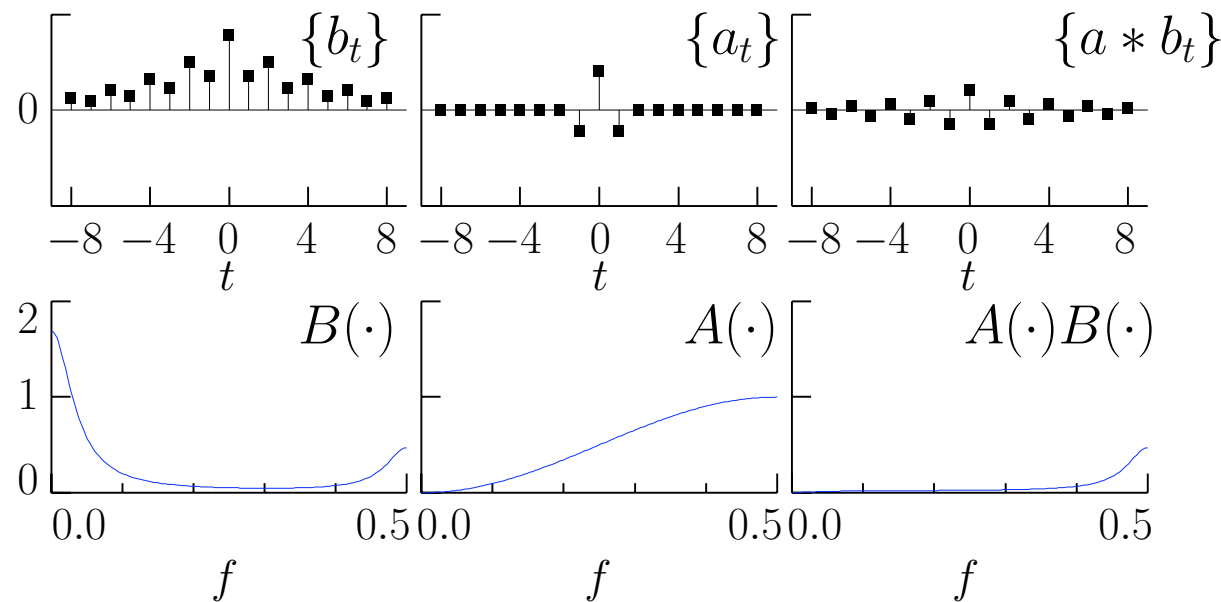 {b_t} {a_t} {a ∗ b_t}
0
−8 −4 0 4 8 −8 −4 0 4 8 −8 −4 0 4 8
t t t
2 B(·) A(·) A(·)B(·)
1
0
0.0 0.5 0.0 0.5 0.0 0.5
f f f